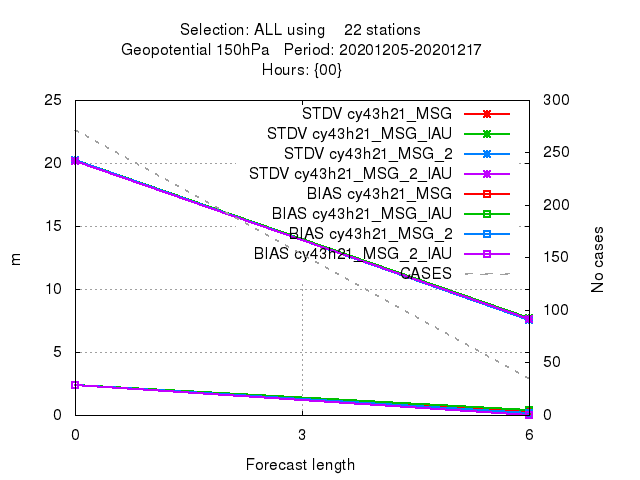 Selection: ALL using    22 stations
Geopotential 150hPa   Period: 20201205-20201217
Hours: {00}
25
20
15
10
5
0
m
300
250
200
150
100
50
0
No cases
STDV cy43h21_MSG
STDV cy43h21_MSG_IAU
STDV cy43h21_MSG_2
STDV cy43h21_MSG_2_IAU
BIAS cy43h21_MSG
BIAS cy43h21_MSG_IAU
BIAS cy43h21_MSG_2
BIAS cy43h21_MSG_2_IAU
CASES
0 3 6
Forecast length